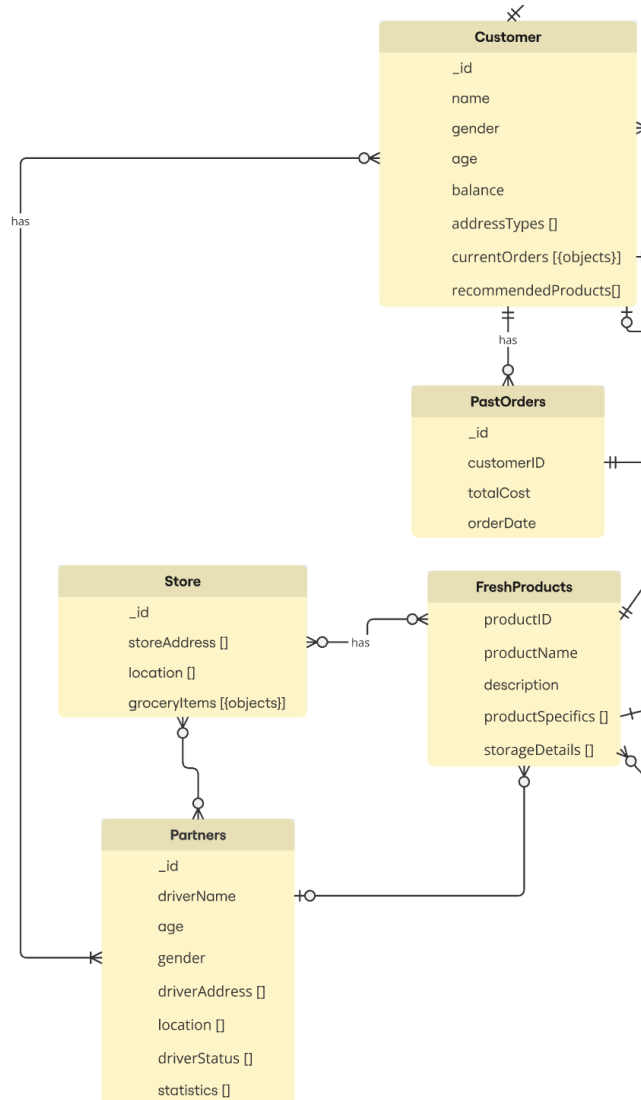 Customer
_id
name
gender
age
balance
addressTypes []
currentOrders [{objects}]
recommendedProducts[]
has
has
PastOrders
_id
customerID
totalCost
orderDate
Store
_id
storeAddress []
location []
groceryItems [{objects}]
has
FreshProducts
productID
productName
description
productSpecifics []
storageDetails []
Partners
_id
driverName
age
gender
driverAddress []
location []
driverStatus []
statistics []